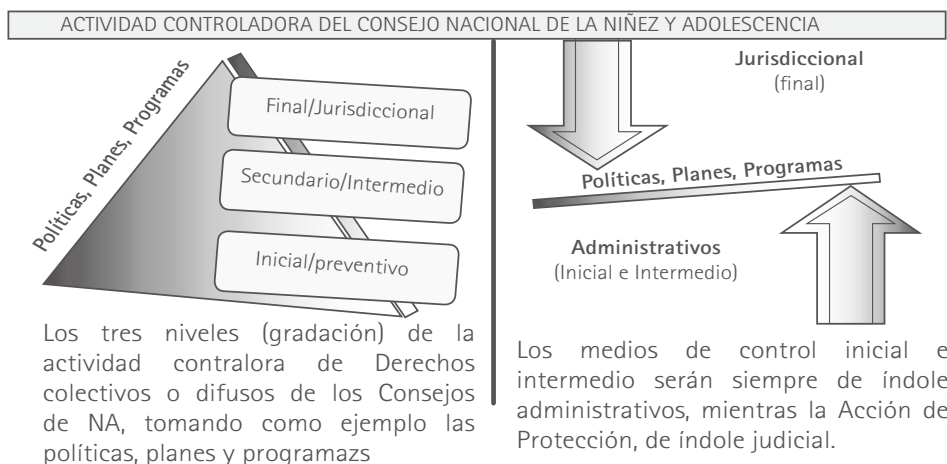 ACTIVIDAD CONTROLADORA DEL CONSEJO NACIONAL DE LA NIÑEZ Y ADOLESCENCIA
Políticas, Planes, Programas
Final/Jurisdiccional
Secundario/Intermedio
Inicial/preventivo
Los tres niveles (gradación) de la
actividad contralora de Derechos
colectivos o difusos de los Consejos
de NA, tomando como ejemplo las
políticas, planes y programazs
Jurisdiccional
(final)
Políticas, Planes, Programas
Administrativos
(Inicial e Intermedio)
Los medios de control inicial e
intermedio serán siempre de índole
administrativos, mientras la Acción de
Protección, de índole judicial.